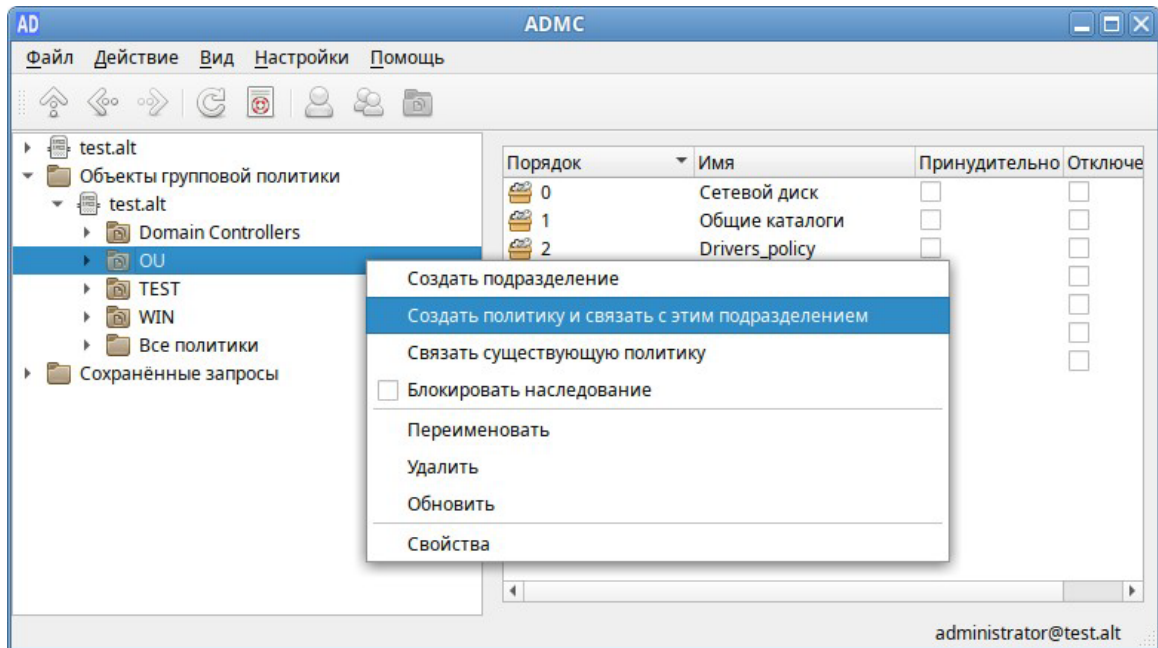 AD ADMC
Файл Действие Вид Настройки Помощь
test.alt
Объекты групповой политики
test.alt
Domain Controllers
OU
TEST
WIN
Все политики
Сохранённые запросы
Порядок Имя Принудительно Отключе
0 Сетевой диск
1 Общие каталоги
2 Drivers_policy
Создать подразделение
Создать политику и связать с этим подразделением
Связать существующую политику
Блокировать наследование
Переименовать
Удалить
Обновить
Свойства
administrator@test.alt